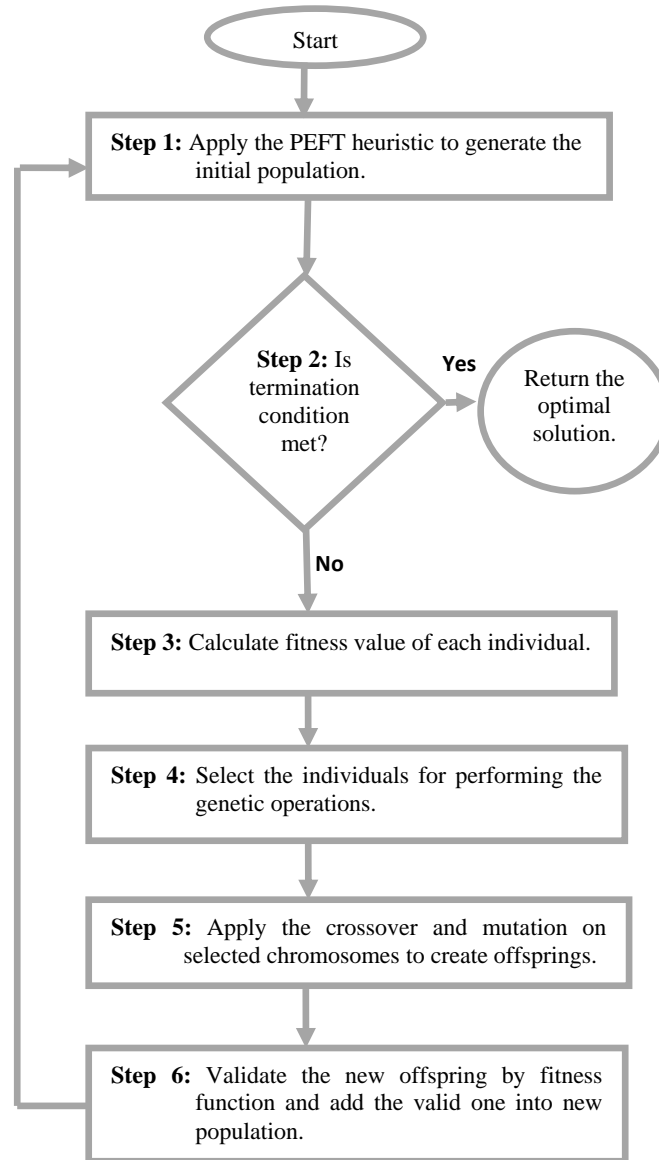 Start
Step 1: Apply the PEFT heuristic to generate the
initial population.
Step 2: Is
termination
condition
met?
Yes
Return the
optimal
solution.
No
Step 3: Calculate fitness value of each individual.
Step 4: Select the individuals for performing the
genetic operations.
Step 5: Apply the crossover and mutation on
selected chromosomes to create offsprings.
Step 6: Validate the new offspring by fitness
function and add the valid one into new
population.